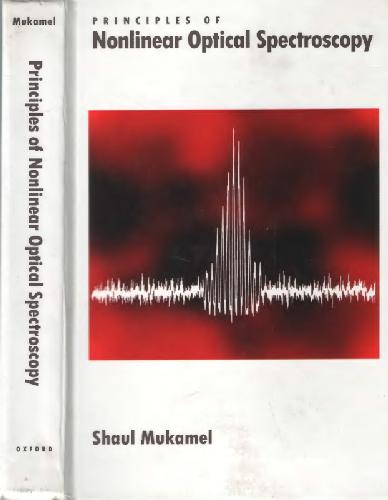 Mukamel
Principles of Nonlinear Optical Spectroscopy
OXFORD
PRINCIPLES OF
Nonlinear Optical Spectroscopy
Shaul Mukamel